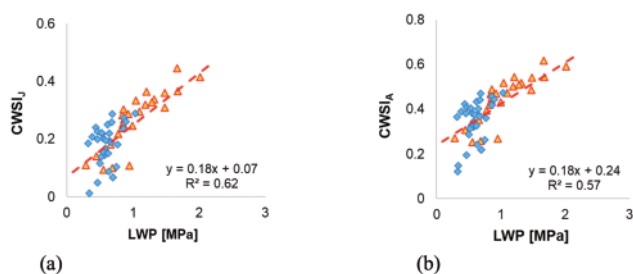 0.6
0.4
0.2
0
CWSIJ
0 1 2 3
y = 0.18x + 0.07
R² = 0.62
LWP [MPa]
(a)
0.8
0.6
0.4
0.2
0
CWSIA
0 1 2 3
y = 0.18x + 0.24
R² = 0.57
LWP [MPa]
(b)